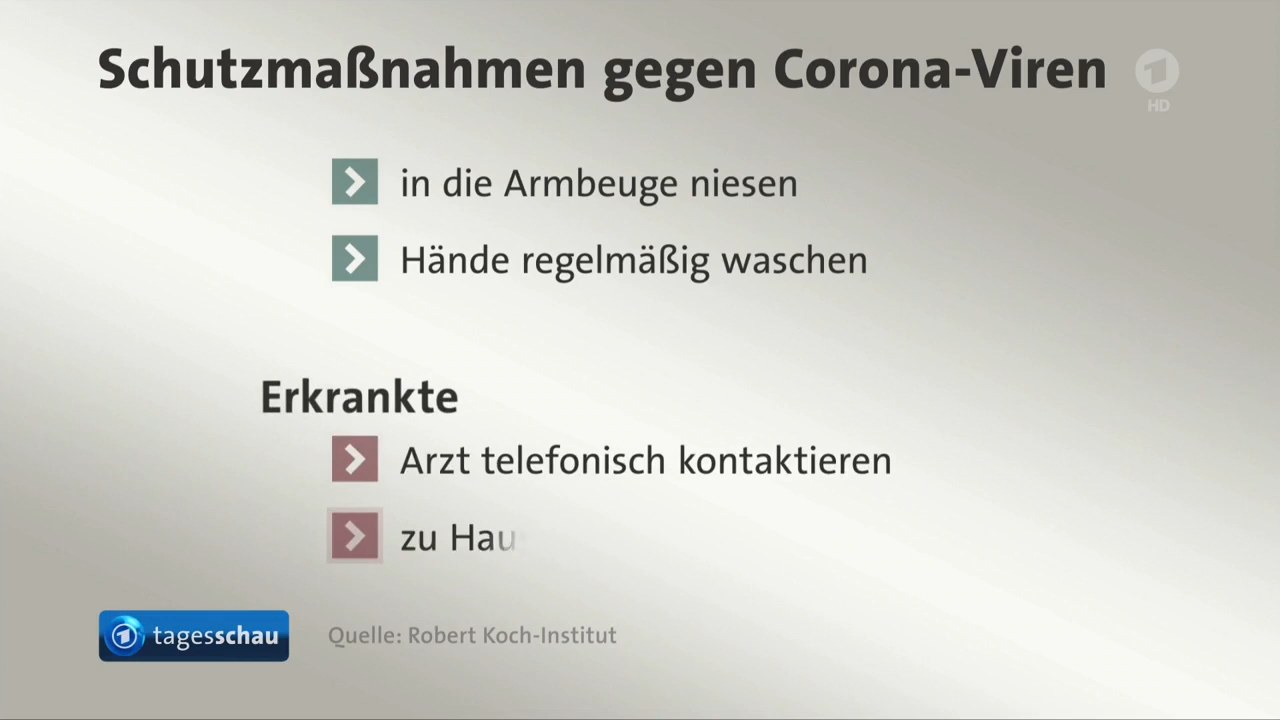 Schutzmaßnahmen gegen Corona-Viren
HD
in die Armbeuge niesen
Hände regelmäßig waschen
Erkrankte
Arzt telefonisch kontaktieren
zu Hau
tagesschau
Quelle: Robert Koch-Institut